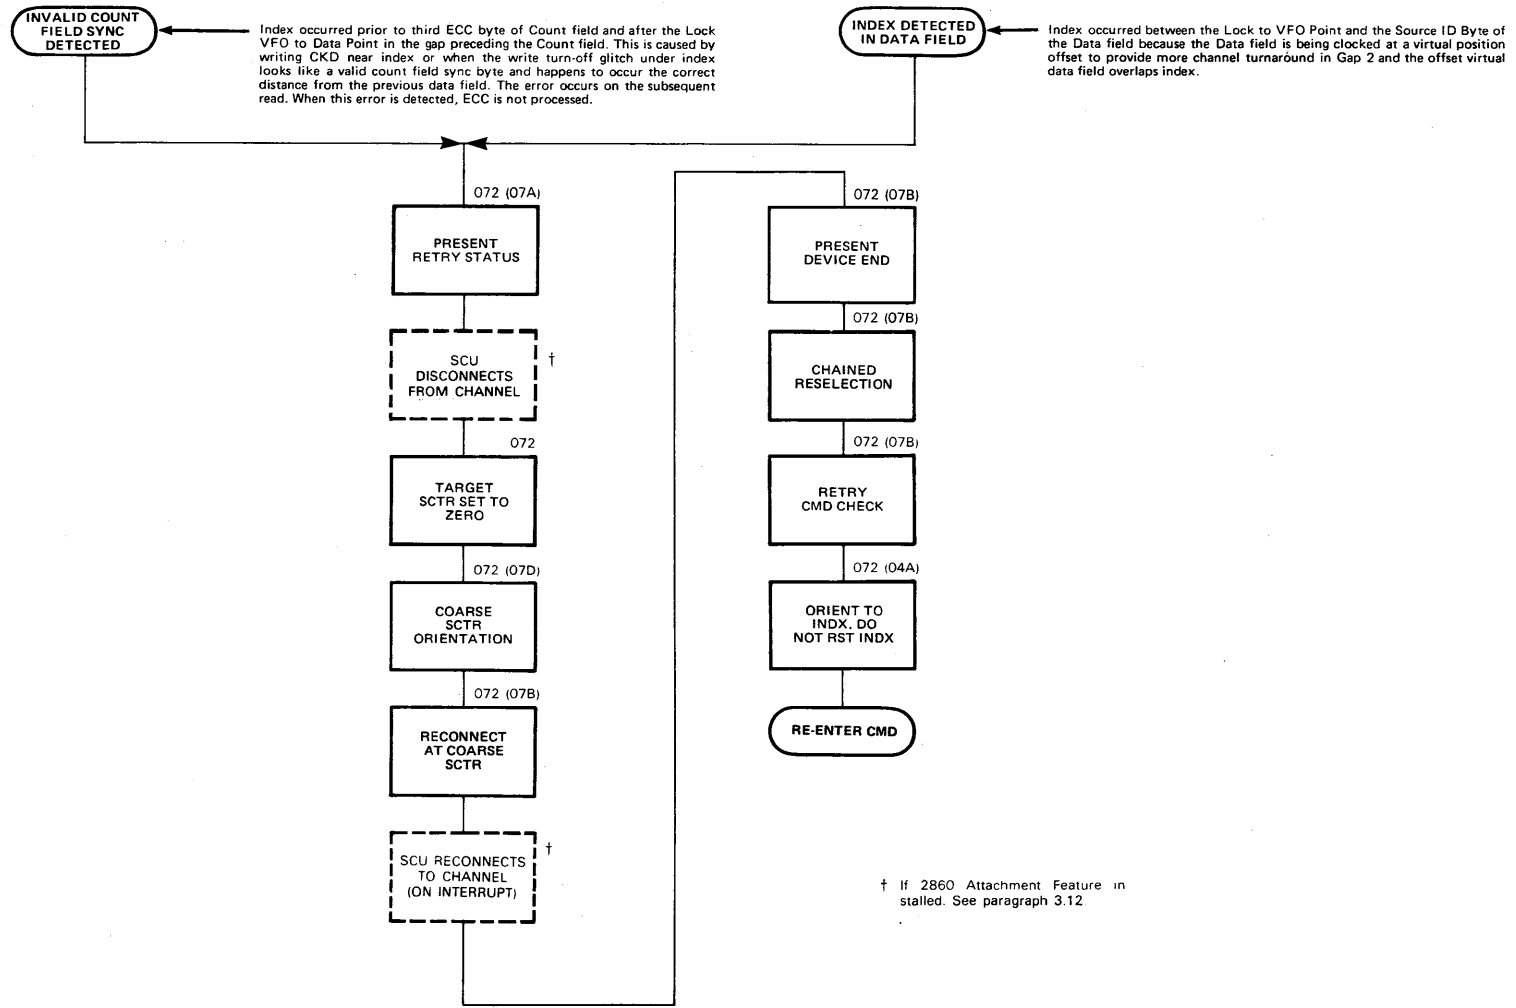 INVALID COUNT
FIELD SYNC
DETECTED
Index occurred prior to third ECC byte of Count field and after the Lock
VFO to Data Point in the gap preceding the Count field. This is caused by
writing CKD near index or when the write turn-off glitch under index
looks like a valid count field sync byte and happens to occur the correct
distance from the previous data field. The error occurs on the subsequent
read. When this error is detected, ECC is not processed.
INDEX DETECTED
IN DATA FIELD
Index occurred between the Lock to VFO Point and the Source ID Byte of
the Data field because the Data field is being clocked at a virtual position
offset to provide more channel turnaround in Gap 2 and the offset virtual
data field overlaps index.
072 (07A)
PRESENT
RETRY STATUS
SCU
DISCONNECTS
FROM CHANNEL
†
072
TARGET
SCTR SET TO
ZERO
072 (07D)
COARSE
SCTR
ORIENTATION
072 (07B)
RECONNECT
AT COARSE
SCTR
SCU RECONNECTS
TO CHANNEL
(ON INTERRUPT)
†
072 (07B)
PRESENT
DEVICE END
072 (07B)
CHAINED
RESELECTION
072 (07B)
RETRY
CMD CHECK
072 (04A)
ORIENT TO
INDX. DO
NOT RST INDX
RE-ENTER CMD
† If 2860 Attachment Feature in
stalled. See paragraph 3.12